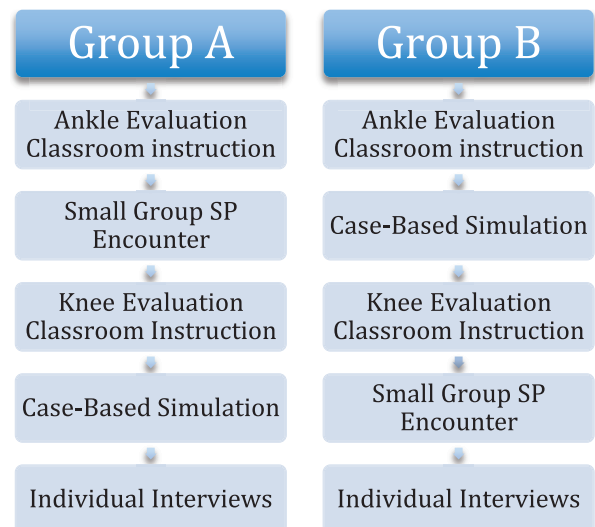 Group A
Ankle Evaluation
Classroom instruction
Small Group SP
Encounter
Knee Evaluation
Classroom Instruction
Case-Based Simulation
Individual Interviews
Group B
Ankle Evaluation
Classroom instruction
Case-Based Simulation
Knee Evaluation
Classroom Instruction
Small Group SP
Encounter
Individual Interviews